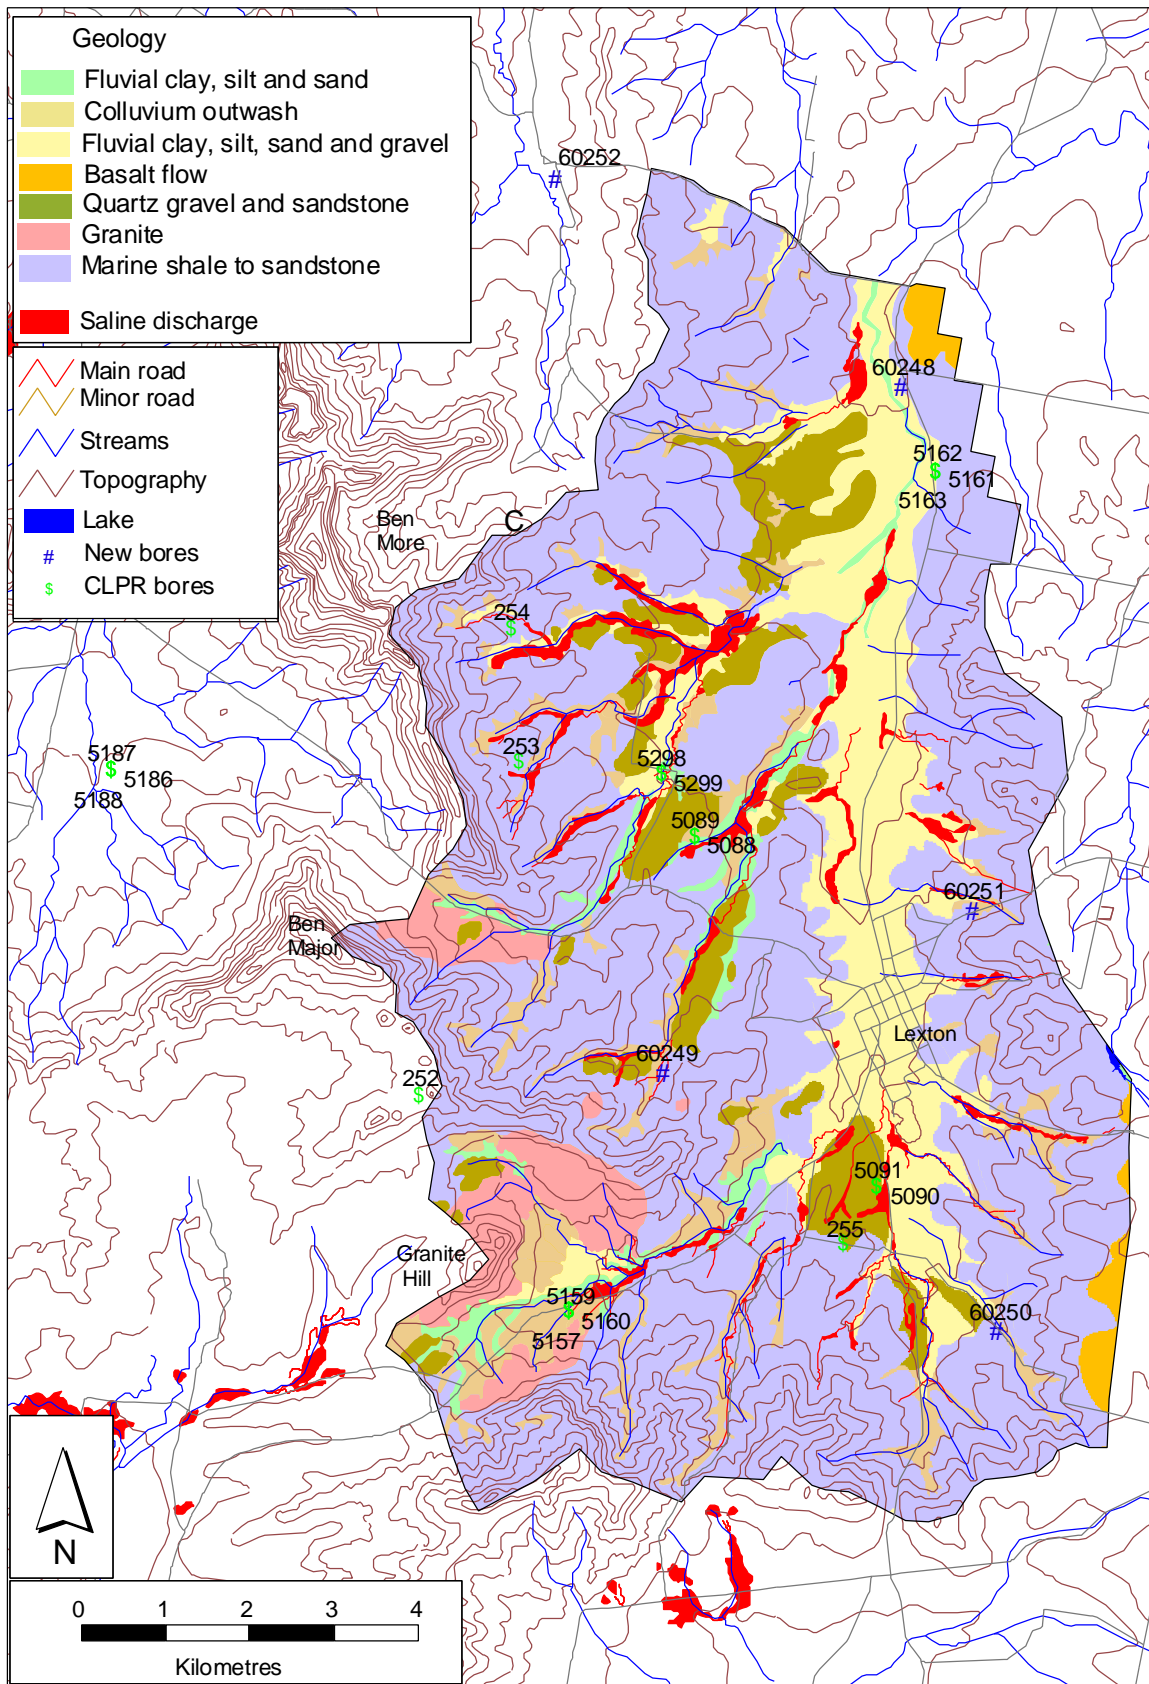 Geology
Fluvial clay, silt and sand
Colluvium outwash
Fluvial clay, silt, sand and gravel
Basalt flow
Quartz gravel and sandstone
Granite
Marine shale to sandstone
Saline discharge
Main road
Minor road
Streams
Topography
Lake
# New bores
$ CLPR bores
60252
#
60248
#
5162
$
5161
5163
Ben
More
C
254
$
253
$
5187
$
5186
5188
5298
$
5299
5089
$
5088
60251
#
Ben
Major
Lexton
60249
#
252
$
5091
$
5090
255
$
Granite
Hill
5159
$
5160
5157
60250
#
N
0 1 2 3 4
Kilometres